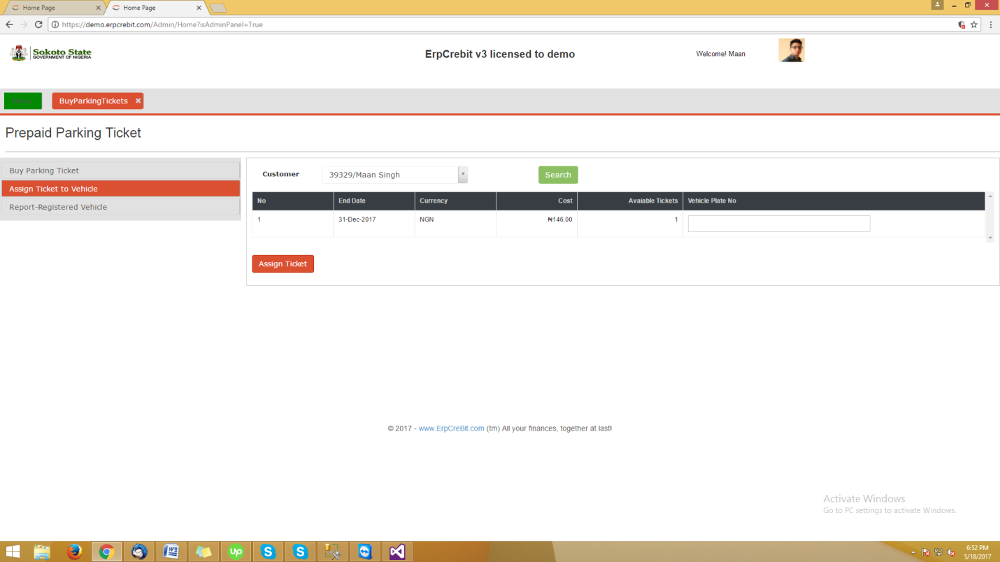 Home Page
Home Page
https://demo.erpcrebit.com/Admin/Home?isAdminPanel=True
Sokoto State
GOVERNMENT OF NIGERIA
ErpCrebit v3 licensed to demo
Welcome! Maan
BuyParkingTickets
Prepaid Parking Ticket
Buy Parking Ticket
Assign Ticket to Vehicle
Report-Registered Vehicle
Customer 39329/Maan Singh Search
No End Date Currency Cost Avaiable Tickets Vehicle Plate No
1 31-Dec-2017 NGN ₦146.00 1
Assign Ticket
© 2017 - www.ErpCreBit.com (tm) All your finances, together at last!
Activate Windows
Go to PC settings to activate Windows.
Up
6:52 PM
5/18/2017